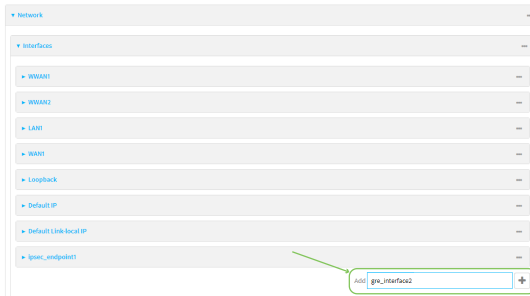 Network
Interfaces
WWAN1
WWAN2
LAN1
WAN1
Loopback
Default IP
Default Link-local IP
ipsec_endpoint1
Add gre_interface2